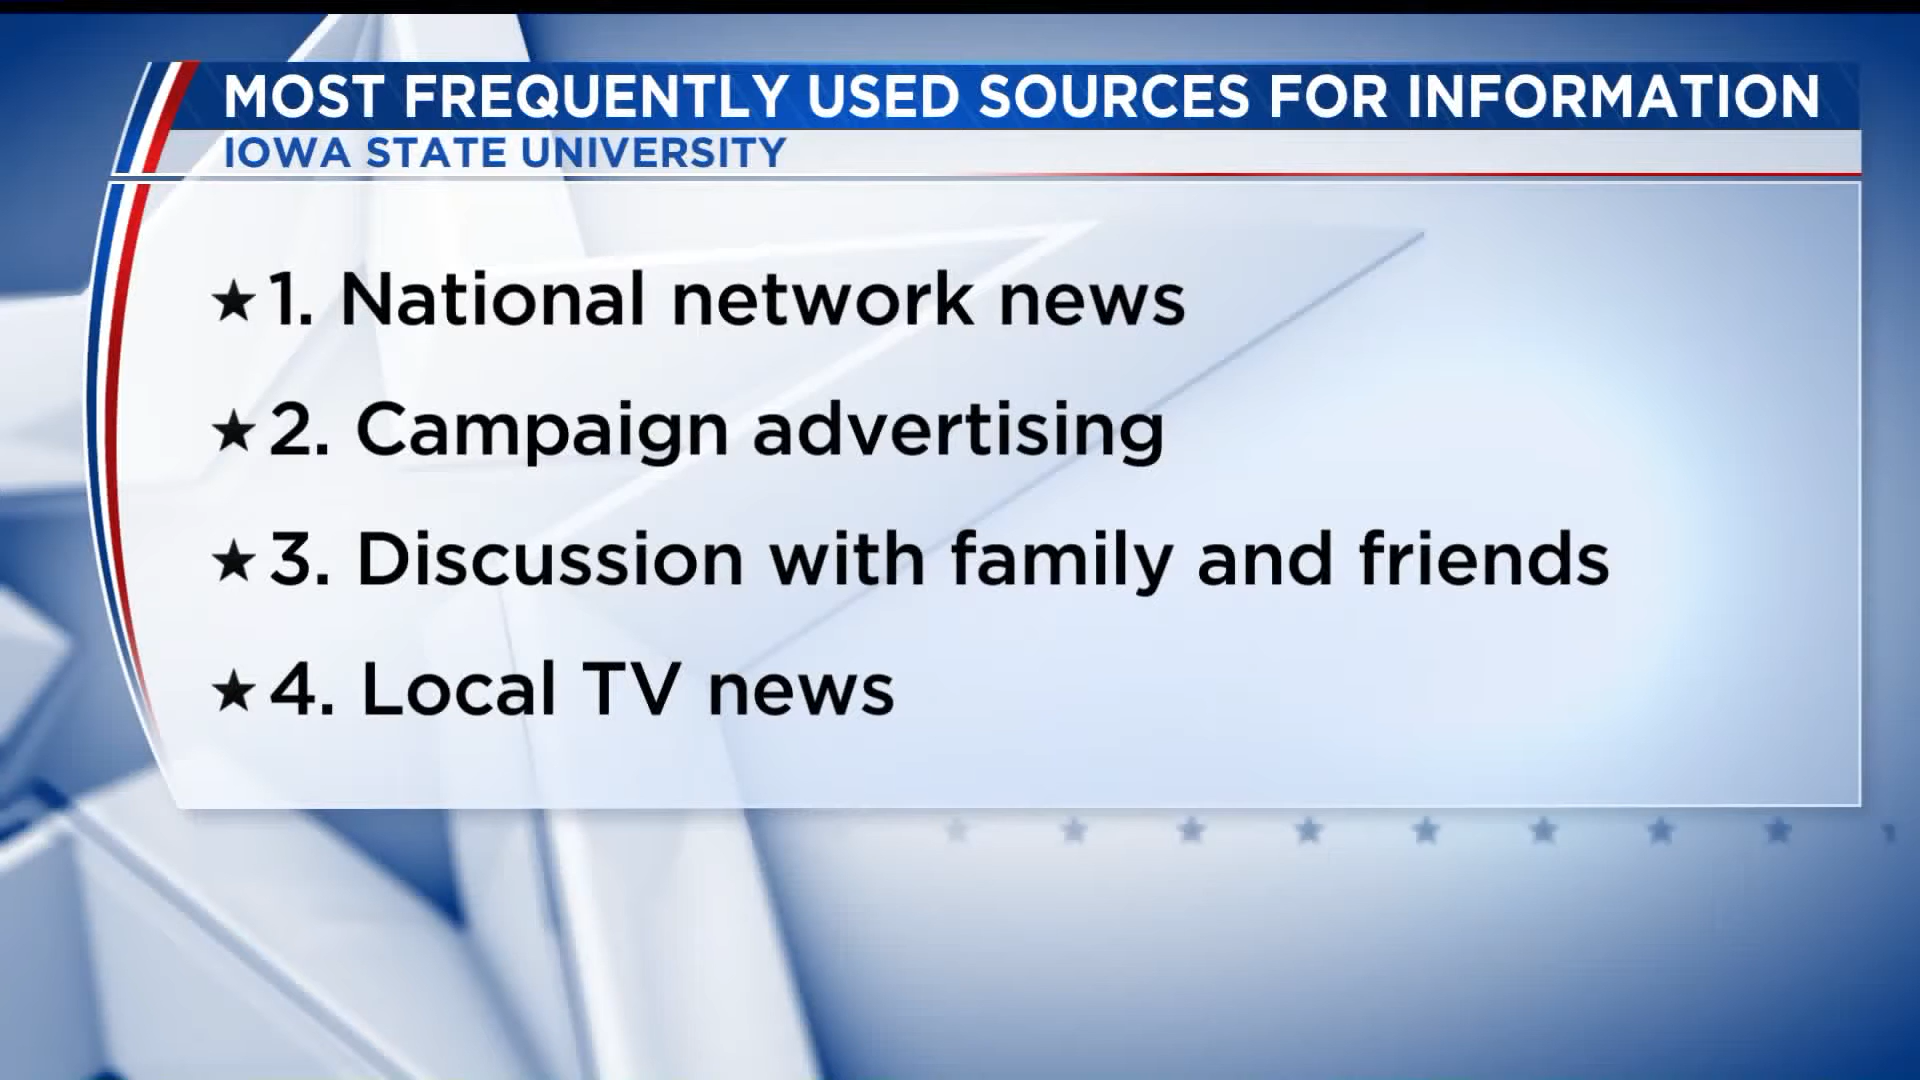 MOST FREQUENTLY USED SOURCES FOR INFORMATION
IOWA STATE UNIVERSITY
★ 1. National network news
★ 2. Campaign advertising
★ 3. Discussion with family and friends
★ 4. Local TV news